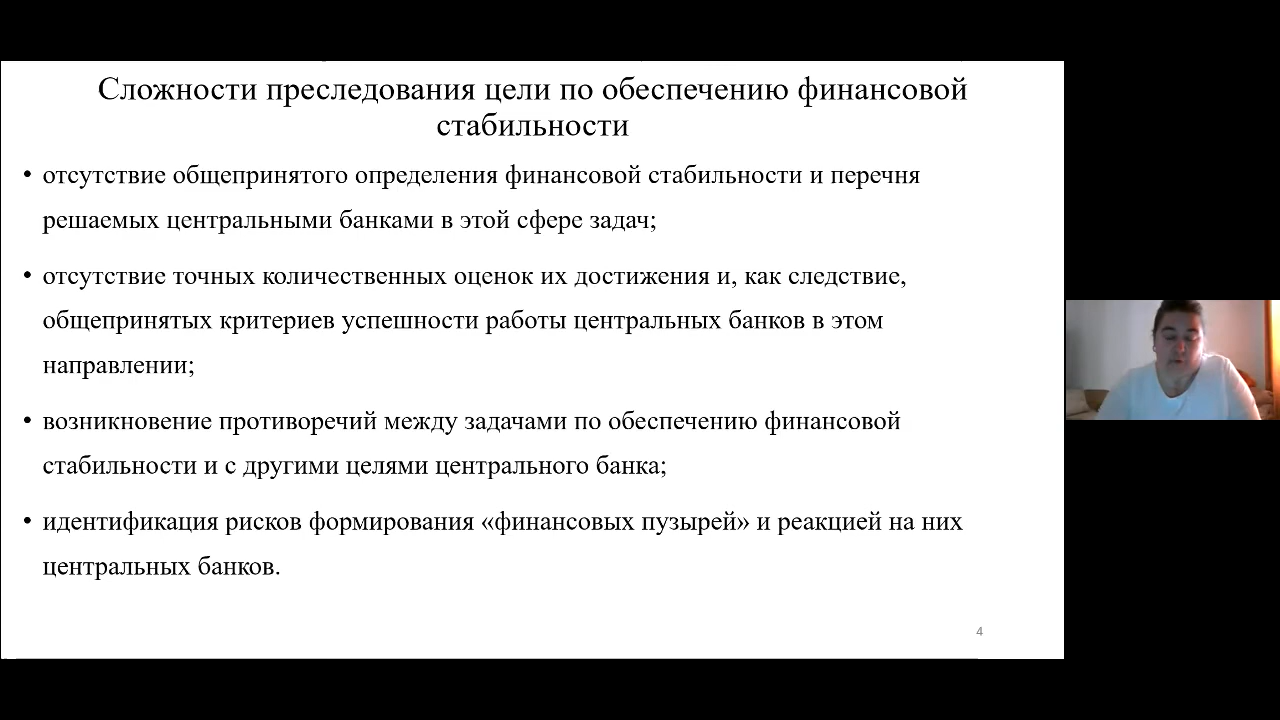 Сложности преследования цели по обеспечению финансовой
стабильности
• отсутствие общепринятого определения финансовой стабильности и перечня
решаемых центральными банками в этой сфере задач;
• отсутствие точных количественных оценок их достижения и, как следствие,
общепринятых критериев успешности работы центральных банков в этом
направлении;
• возникновение противоречий между задачами по обеспечению финансовой
стабильности и с другими целями центрального банка;
• идентификация рисков формирования «финансовых пузырей» и реакцией на них
центральных банков.
4